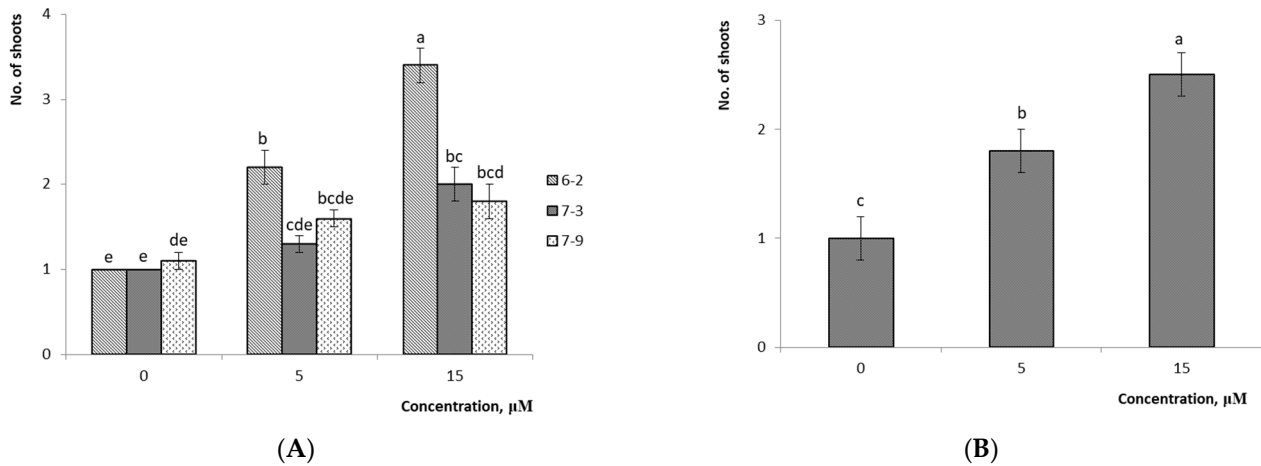 No. of shoots
4
3
2
1
0
a
b
bc
bcd
bcde
cde
e e de
6-2
7-3
7-9
0 5 15
Concentration, μM
(A)
No. of shoots
3
2
1
0
a
b
c
0 5 15
Concentration, μM
(B)